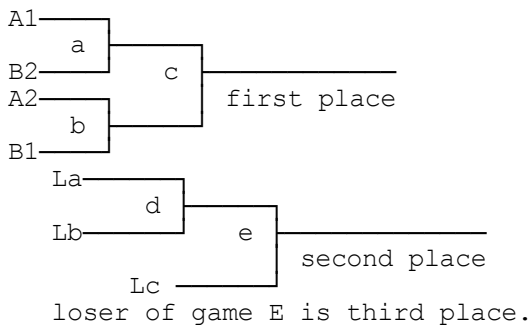 A1
a
B2
c
A2
first place
b
B1
La
d
Lb
e
second place
Lc
loser of game E is third place.